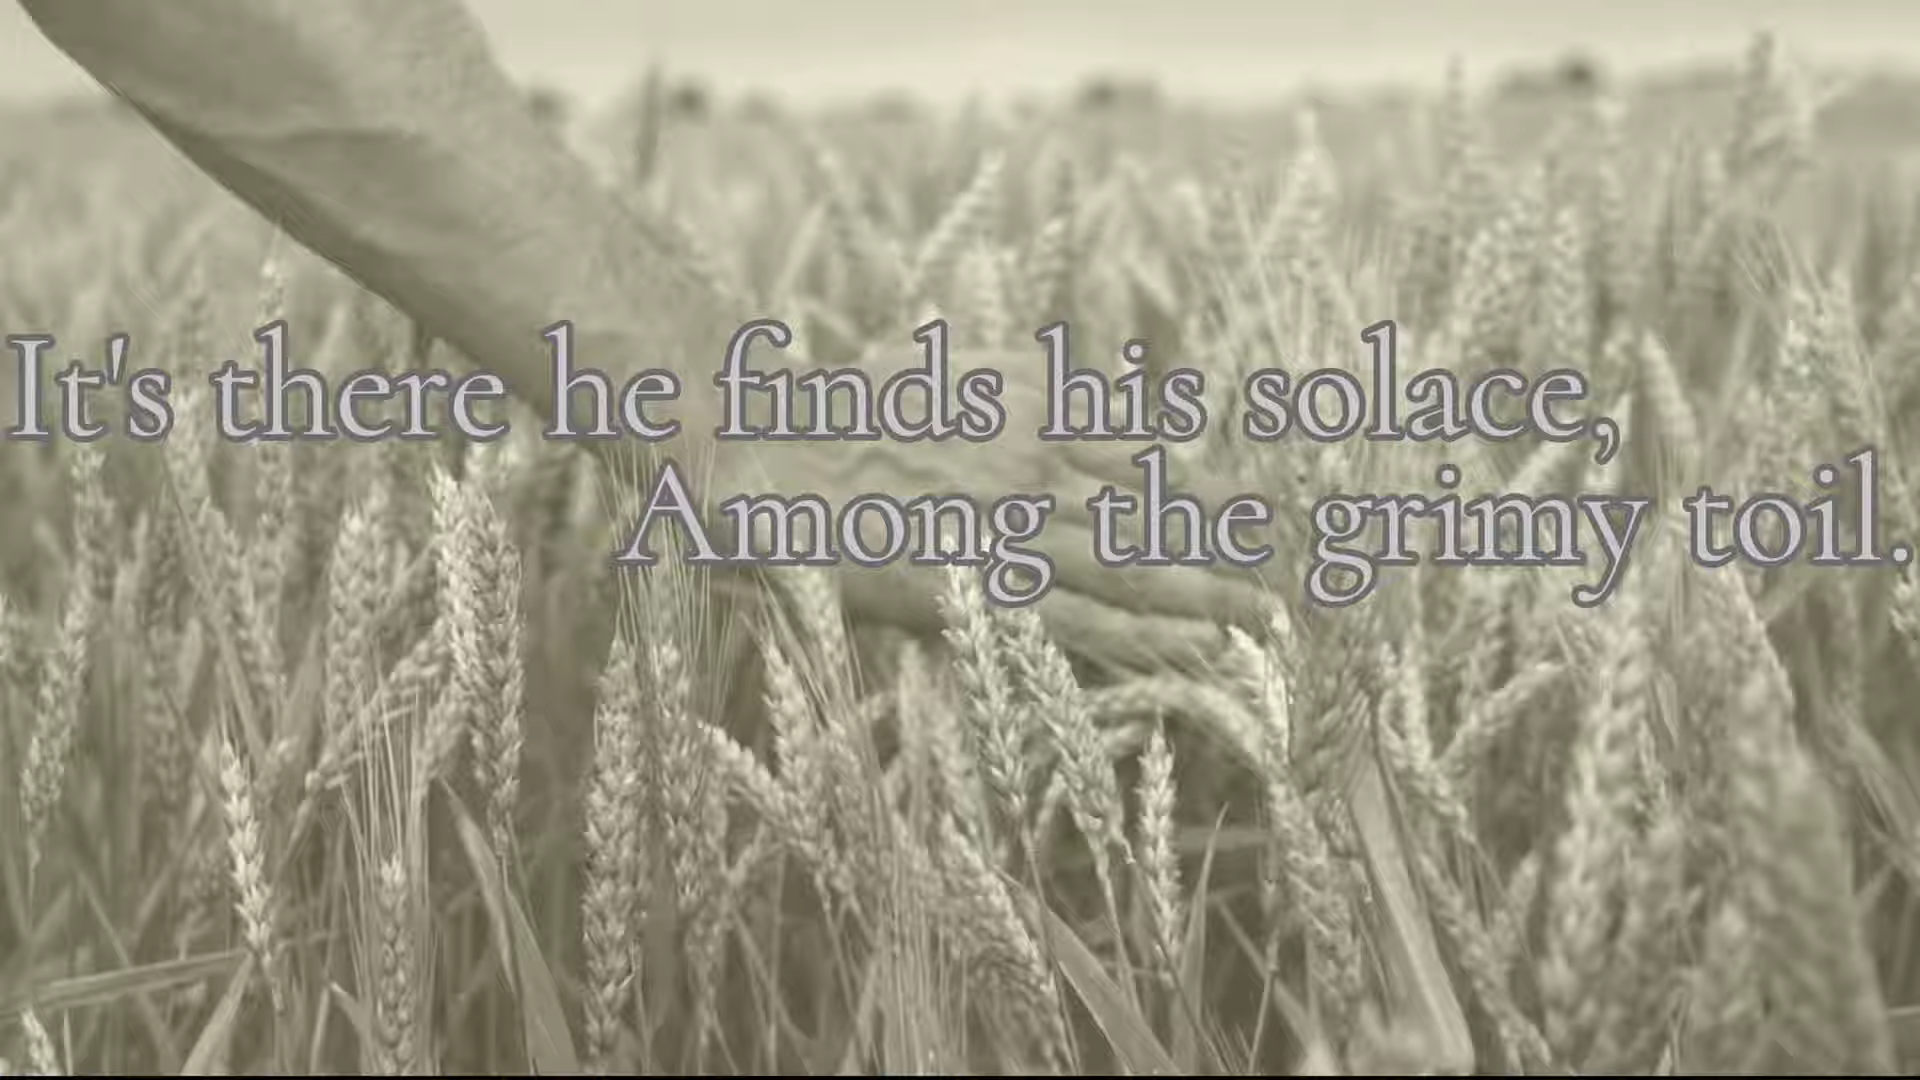 It's there he finds his solace,
Among the grimy toil.